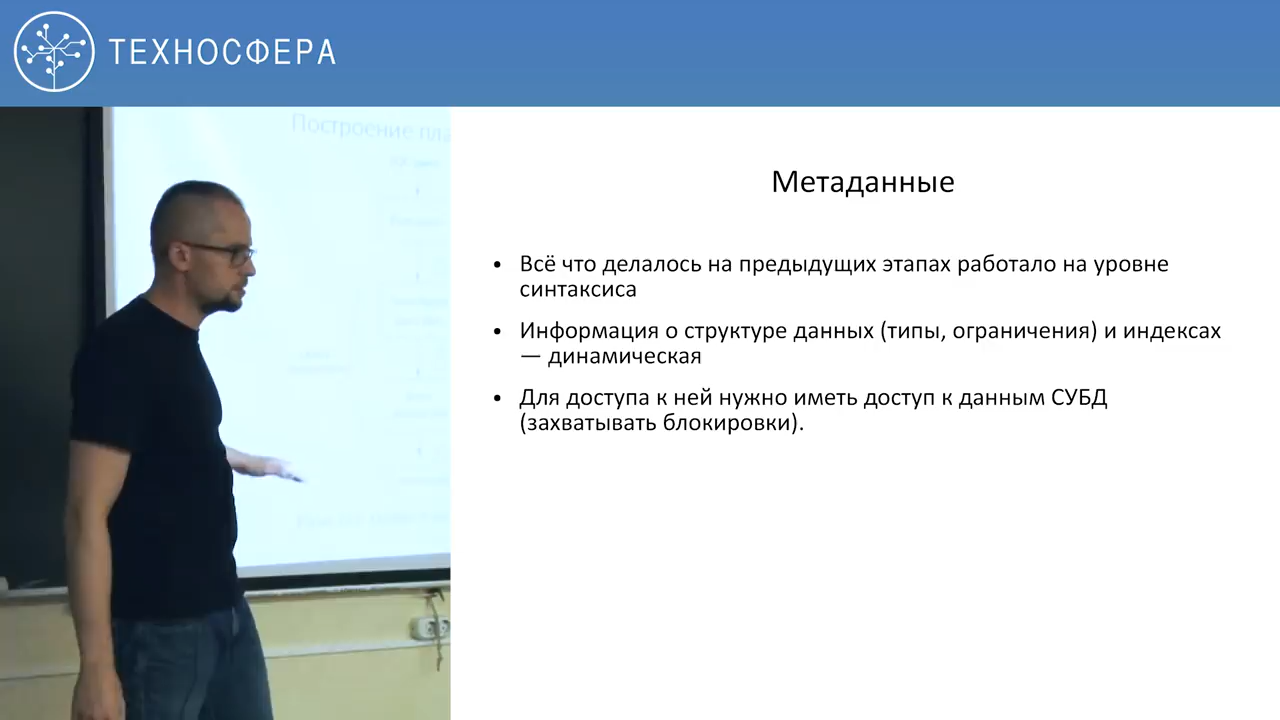 ТЕХНОСФЕРА
Построение пла
Метаданные
• Всё что делалось на предыдущих этапах работало на уровне
синтаксиса
• Информация о структуре данных (типы, ограничения) и индексах
— динамическая
• Для доступа к ней нужно иметь доступ к данным СУБД
(захватывать блокировки).